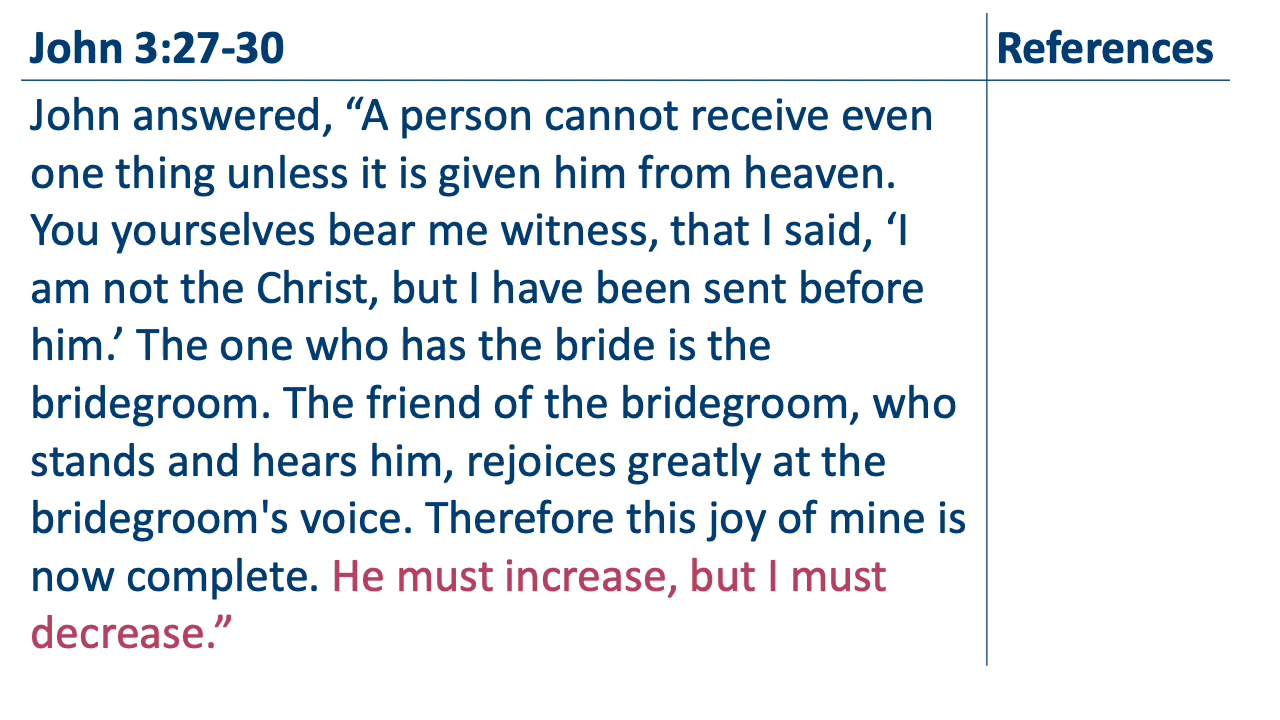 John 3:27-30
References
John answered, “A person cannot receive even
one thing unless it is given him from heaven.
You yourselves bear me witness, that I said, ‘I
am not the Christ, but I have been sent before
him.’ The one who has the bride is the
bridegroom. The friend of the bridegroom, who
stands and hears him, rejoices greatly at the
bridegroom's voice. Therefore this joy of mine is
now complete. He must increase, but I must
decrease.”